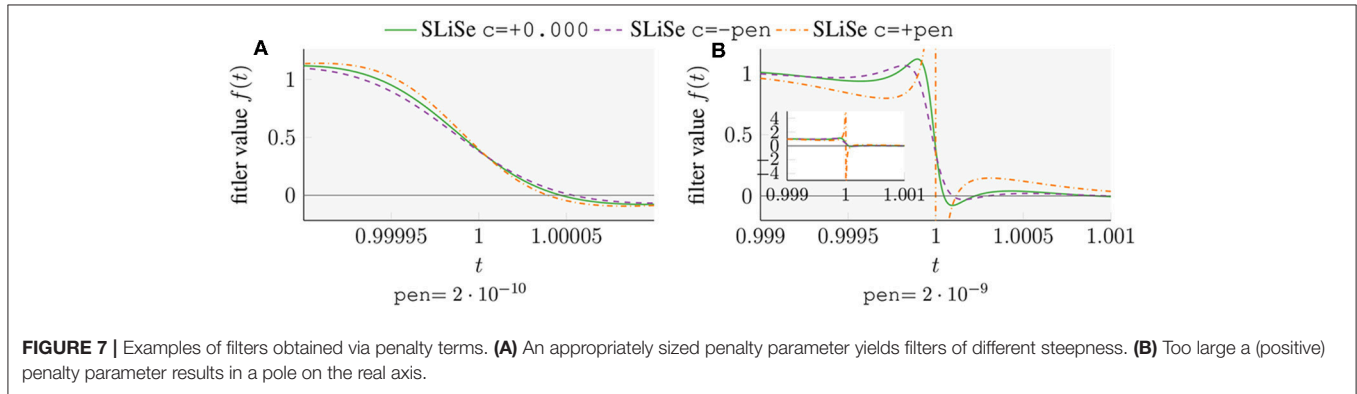 SLiSe c=+0.000 SLiSe c=-pen SLiSe c=+pen
A
fitler value f(t)
1
0.5
0
0.99995 1 1.00005
t
pen= 2 · 10⁻¹⁰
B
filter value f(t)
1
0.5
0
4
2
0
−2
−4
0.999 1 1.001
0.999 0.9995 1 1.0005 1.001
t
pen= 2 · 10⁻⁹
FIGURE 7 | Examples of filters obtained via penalty terms. (A) An appropriately sized penalty parameter yields filters of different steepness. (B) Too large a (positive)
penalty parameter results in a pole on the real axis.